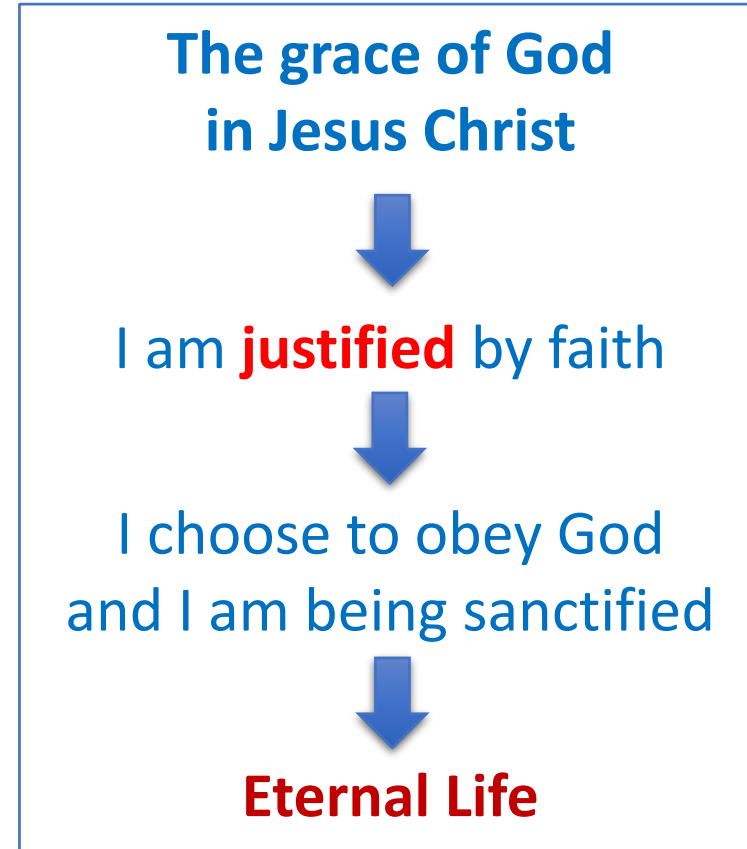 The grace of God
in Jesus Christ
I am justified by faith
I choose to obey God
and I am being sanctified
Eternal Life